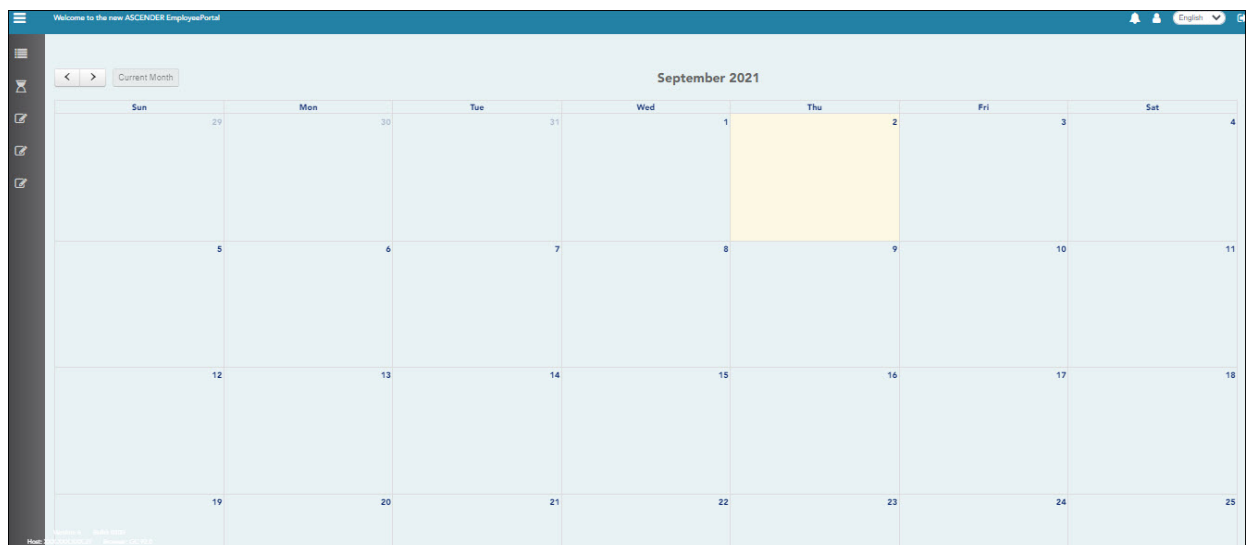 Welcome to the new ASCENDER EmployeePortal English
Current Month September 2021
Sun Mon Tue Wed Thu Fri Sat
29 30 31 1 2 3 4
5 6 7 8 9 10 11
12 13 14 15 16 17 18
19 20 21 22 23 24 25
Host: